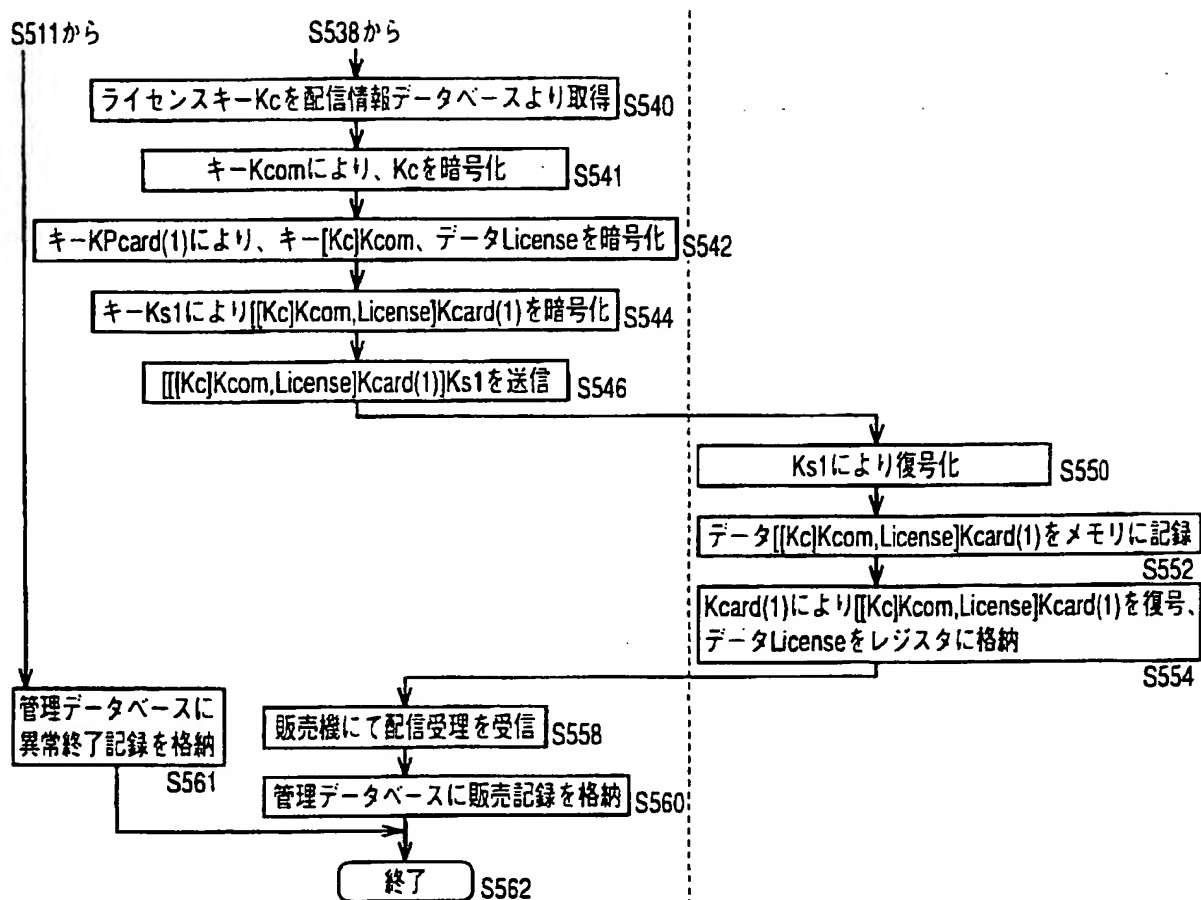 S511から
S538から
ライセンスキーKcを配信情報データベースより取得
S540
キーKcomにより、Kcを暗号化
S541
キーKPcard(1)により、キー[Kc]Kcom、データLicenseを暗号化
S542
キーKs1により[[Kc]Kcom,License]Kcard(1)を暗号化
S544
[[[Kc]Kcom,License]Kcard(1)]Ks1を送信
S546
Ks1により復号化
S550
データ[[Kc]Kcom,License]Kcard(1)をメモリに記録
S552
Kcard(1)により[[Kc]Kcom,License]Kcard(1)を復号、
データLicenseをレジスタに格納
S554
販売機にて配信受理を受信
S558
管理データベースに
異常終了記録を格納
S561
管理データベースに販売記録を格納
S560
終了
S562